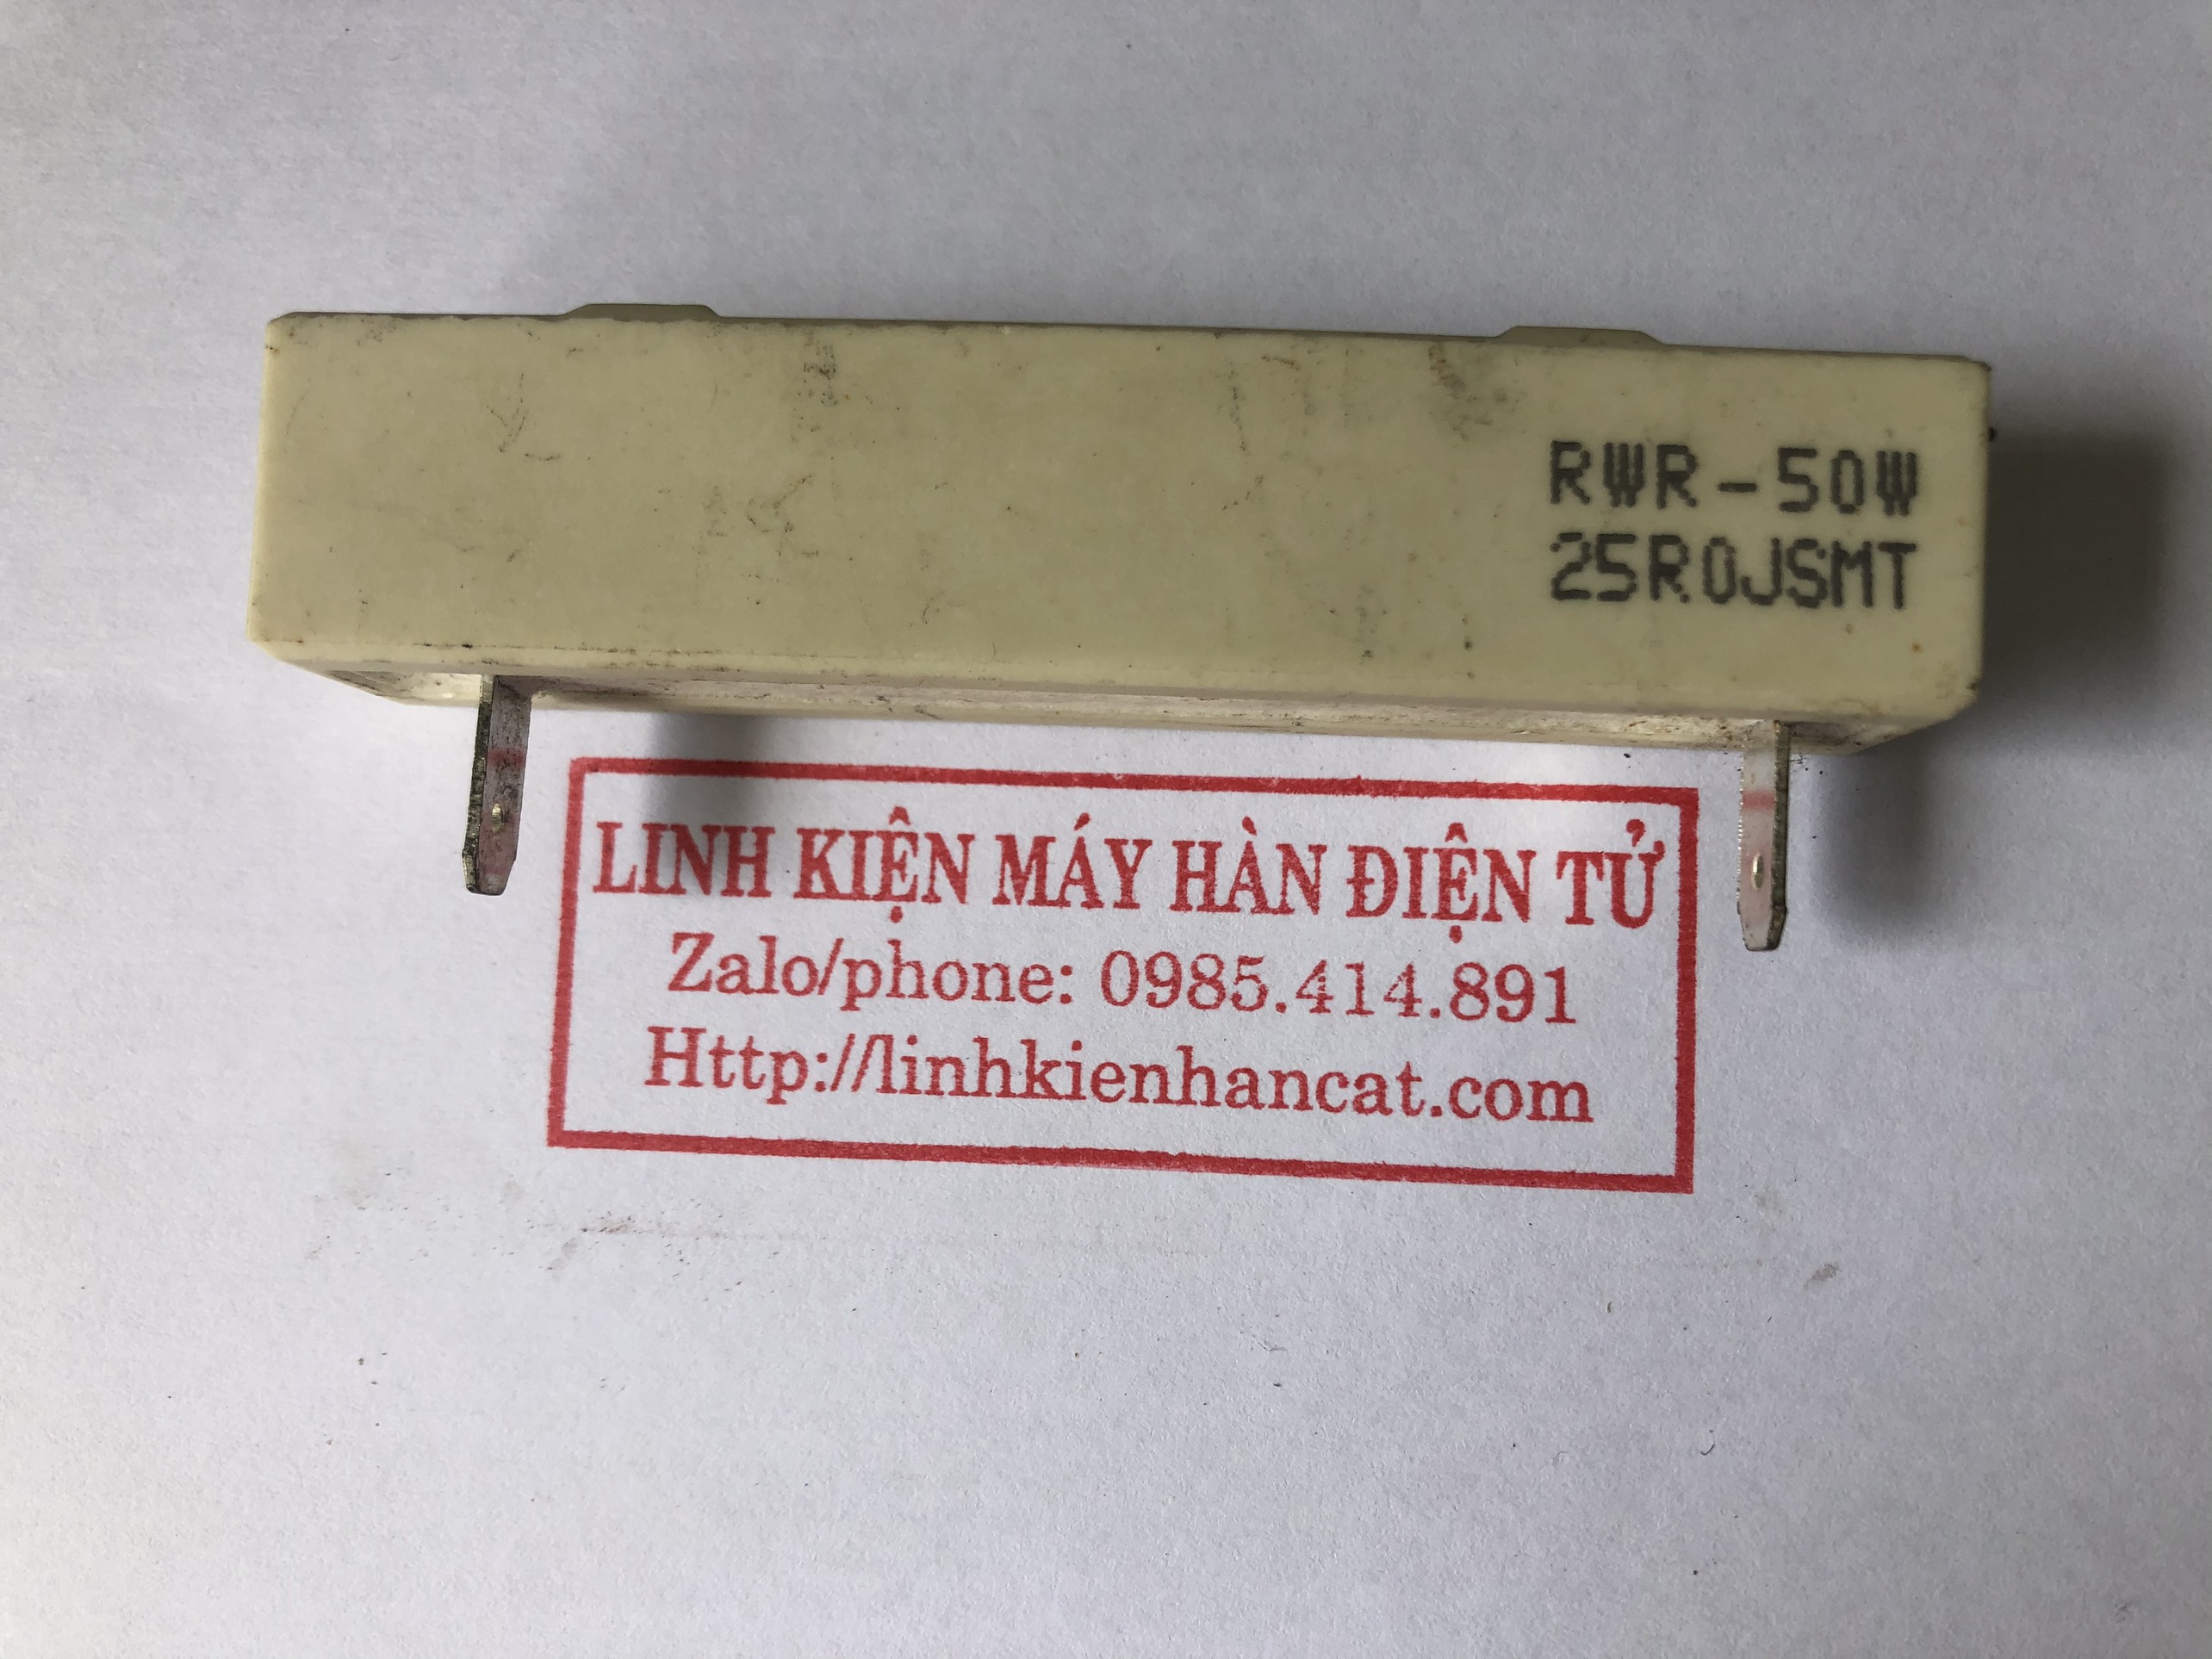 RWR-50W
25R0JSMT
LINH KIỆN MÁY HÀN ĐIỆN TỬ
Zalo/phone: 0985.414.891
Http://linhkienhancat.com